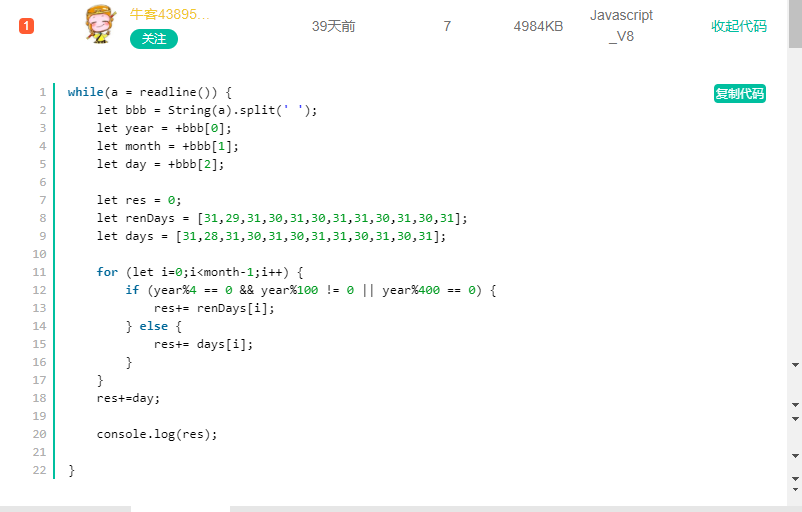 1 牛客43895... 39天前 7 4984KB Javascript_V8 收起代码
关注
复制代码
1 while(a = readline()) {
2     let bbb = String(a).split(' ');
3     let year = +bbb[0];
4     let month = +bbb[1];
5     let day = +bbb[2];
6
7     let res = 0;
8     let renDays = [31,29,31,30,31,30,31,31,30,31,30,31];
9     let days = [31,28,31,30,31,30,31,31,30,31,30,31];
10
11     for (let i=0;i<month-1;i++) {
12         if (year%4 == 0 && year%100 != 0 || year%400 == 0) {
13             res+= renDays[i];
14         } else {
15             res+= days[i];
16         }
17     }
18     res+=day;
19
20     console.log(res);
21
22 }